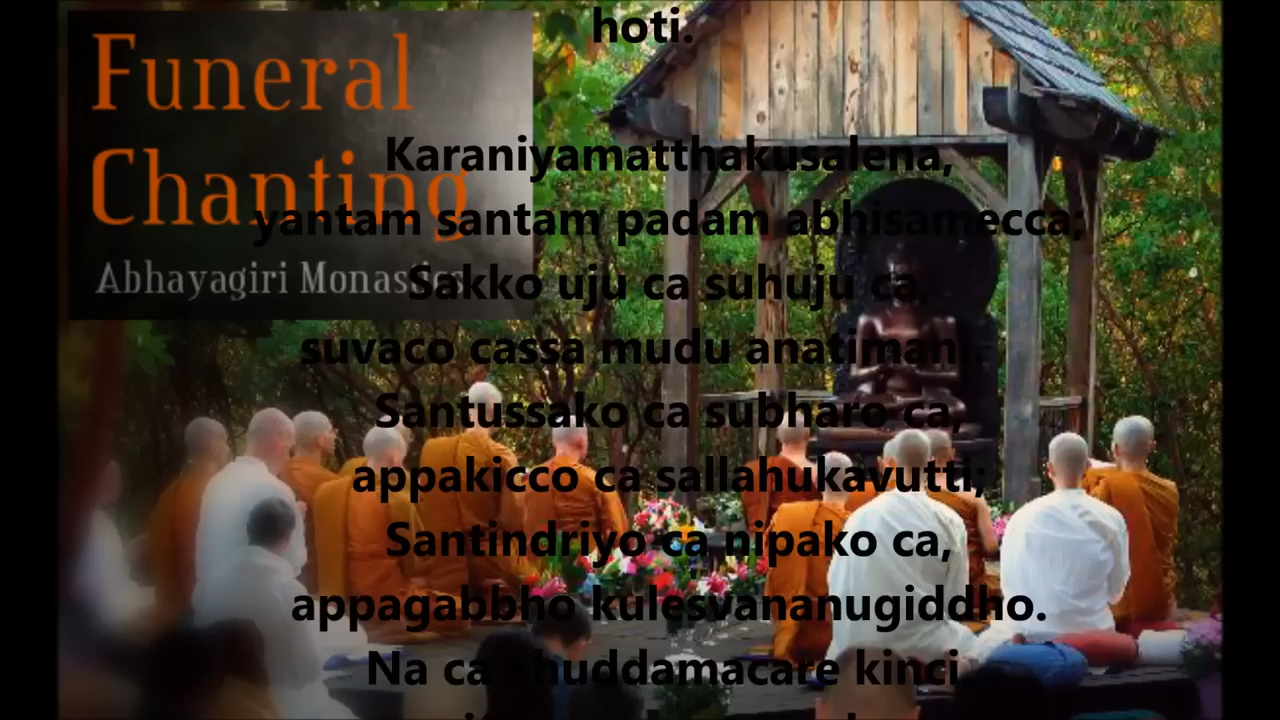 hoti.
Funeral
Chanting
Abhayagiri Monastics
Karaniyamatthakusalena,
yantam santam padam abhisamecca;
Sakko uju ca suhuju ca,
suvaco cassa mudu anatimani.
Santussako ca subharo ca,
appakicco ca sallahukavutti;
Santindriyo ca nipako ca,
appagabbho kulesvananugiddho.
Na ca khuddamacare kinci